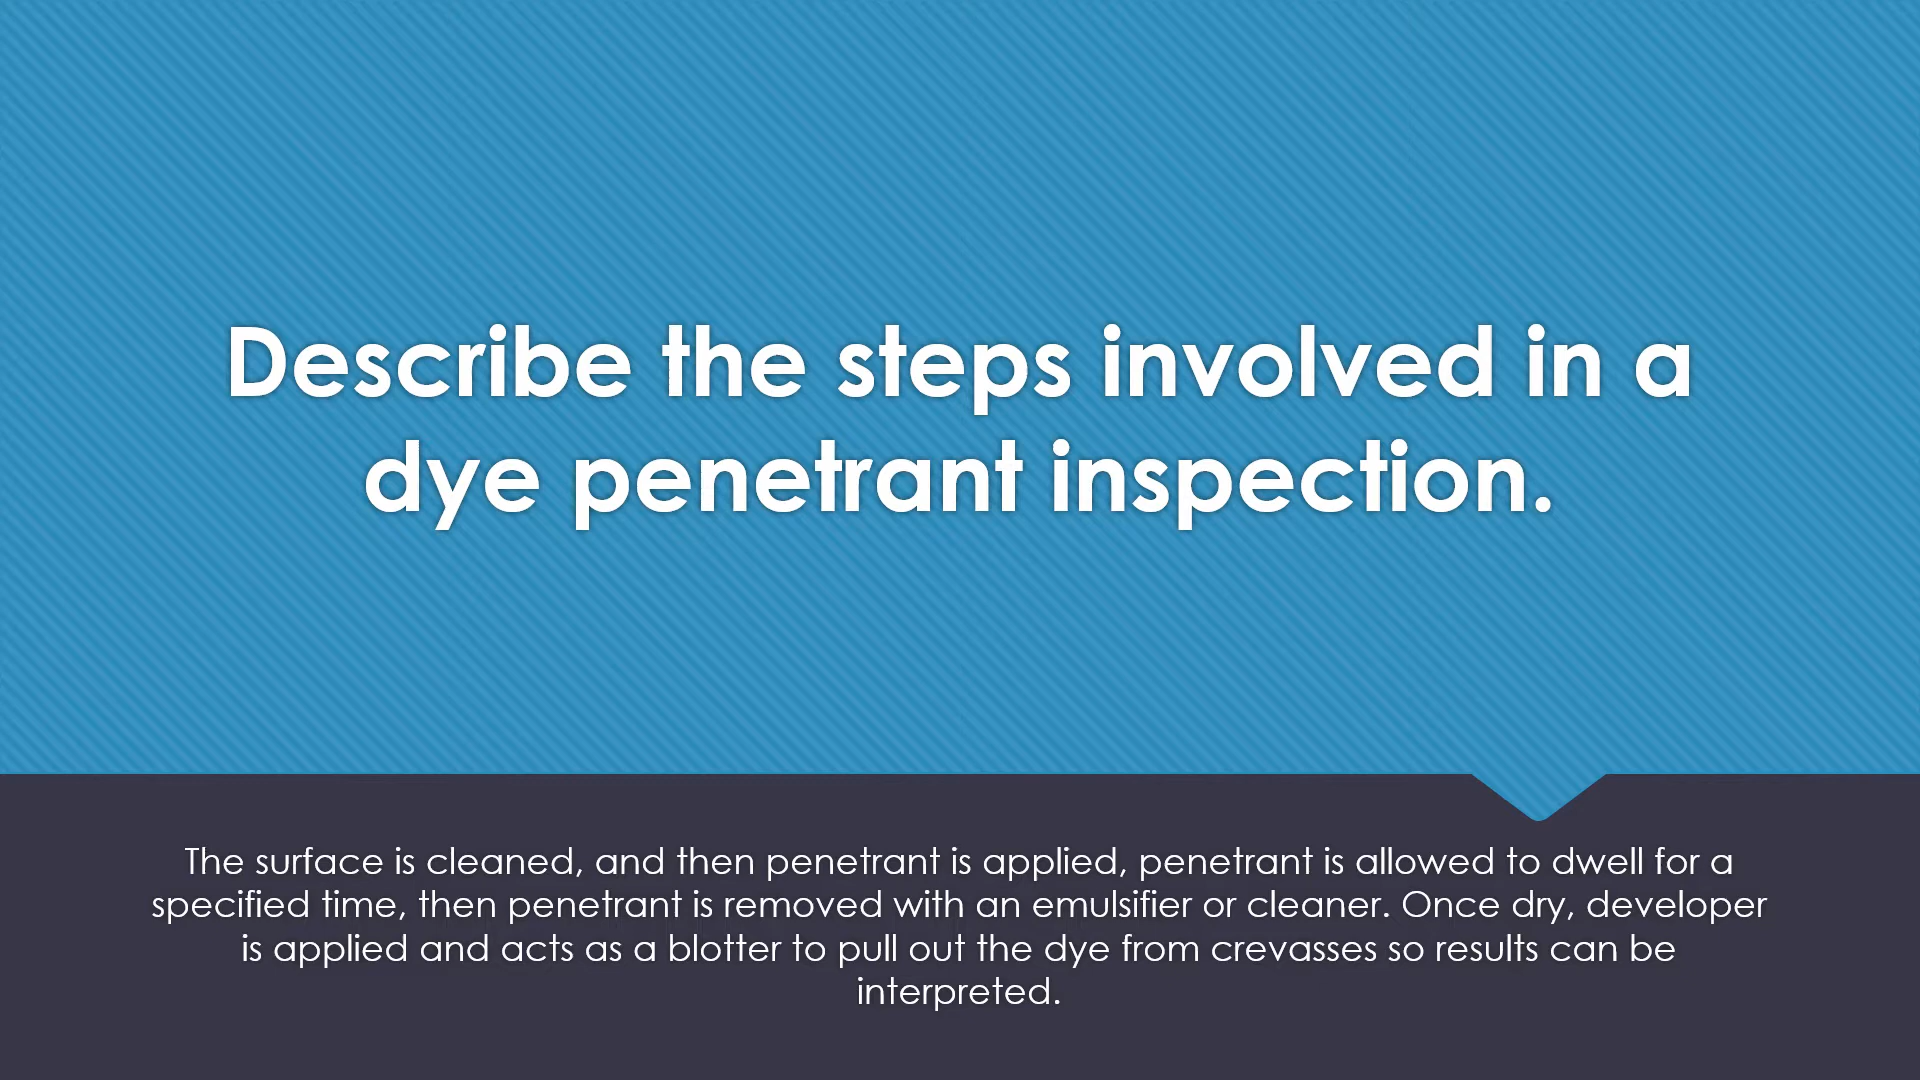 Describe the steps involved in a
dye penetrant inspection.
The surface is cleaned, and then penetrant is applied, penetrant is allowed to dwell for a
specified time, then penetrant is removed with an emulsifier or cleaner. Once dry, developer
is applied and acts as a blotter to pull out the dye from crevasses so results can be
interpreted.